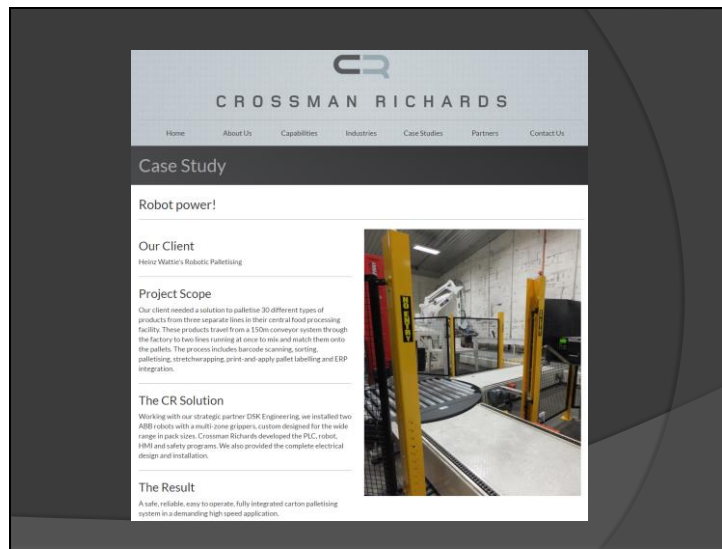 CR
CROSSMAN RICHARDS
Home About Us Capabilities Industries Case Studies Partners Contact Us
Case Study
Robot power!
Our Client
Heinz Wattie's Robotic Palletising
Project Scope
Our client needed a solution to palletise 30 different types of
products from three separate lines in their central food processing
facility. These products travel from a 150m conveyor system through
the factory to two lines running at once to mix and match them onto
the pallets. The process includes barcode scanning, sorting,
palletising, stretchwrapping, print-and-apply pallet labelling and ERP
integration.
The CR Solution
Working with our strategic partner DSK Engineering, we installed two
ABB robots with a multi-zone grippers, custom designed for the wide
range in pack sizes. Crossman Richards developed the PLC, robot,
HMI and safety programs. We also provided the complete electrical
design and installation.
The Result
A safe, reliable, easy to operate, fully integrated carton palletising
system in a demanding high speed application.
NO ENTRY